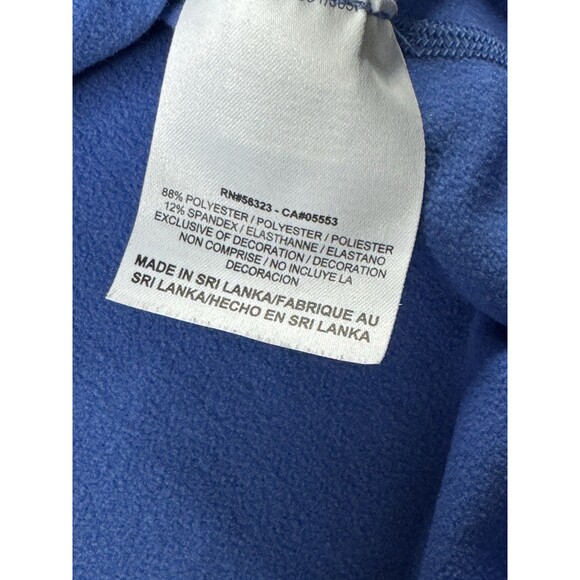 RN#56323 - CA#05553
88% POLYESTER / POLYESTER / POLIESTER
12% SPANDEX / ELASTHANNE / ELASTANO
EXCLUSIVE OF DECORATION / DECORATION
NON COMPRISE / NO INCLUYE LA
DECORACION
MADE IN SRI LANKA/FABRIQUE AU
SRI LANKA/HECHO EN SRI LANKA